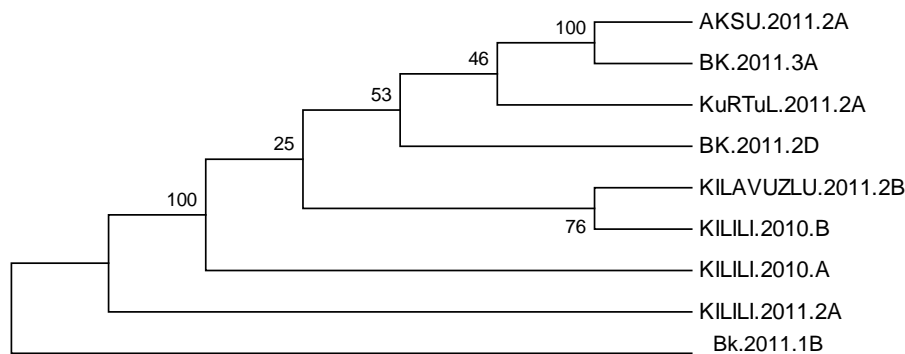 AKSU.2011.2A
100
BK.2011.3A
46
KuRTuL.2011.2A
53
BK.2011.2D
25
KILAVUZLU.2011.2B
100
76
KILILI.2010.B
KILILI.2010.A
KILILI.2011.2A
Bk.2011.1B